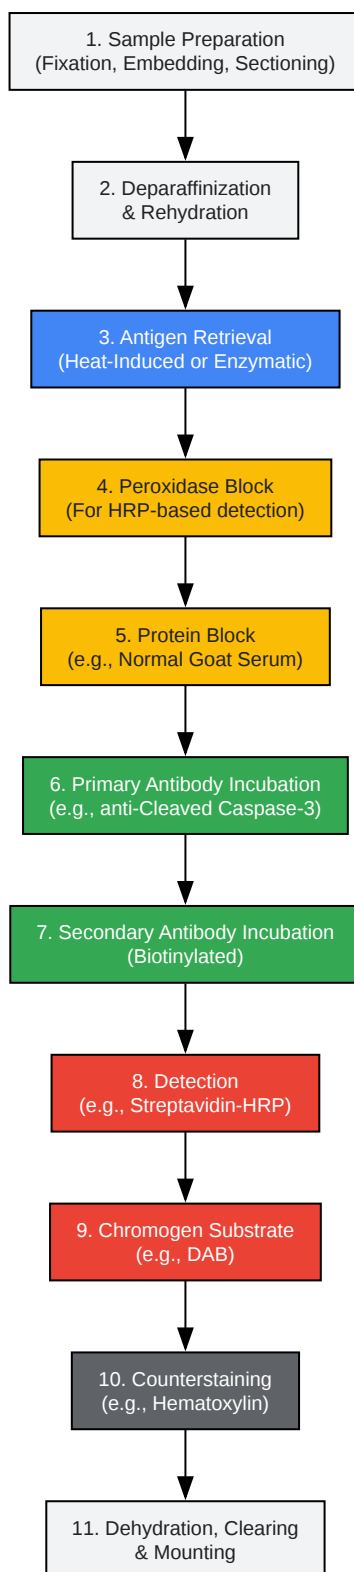 1. Sample Preparation
(Fixation, Embedding, Sectioning)
2. Deparaffinization
& Rehydration
3. Antigen Retrieval
(Heat-Induced or Enzymatic)
4. Peroxidase Block
(For HRP-based detection)
5. Protein Block
(e.g., Normal Goat Serum)
6. Primary Antibody Incubation
(e.g., anti-Cleaved Caspase-3)
7. Secondary Antibody Incubation
(Biotinylated)
8. Detection
(e.g., Streptavidin-HRP)
9. Chromogen Substrate
(e.g., DAB)
10. Counterstaining
(e.g., Hematoxylin)
11. Dehydration, Clearing
& Mounting